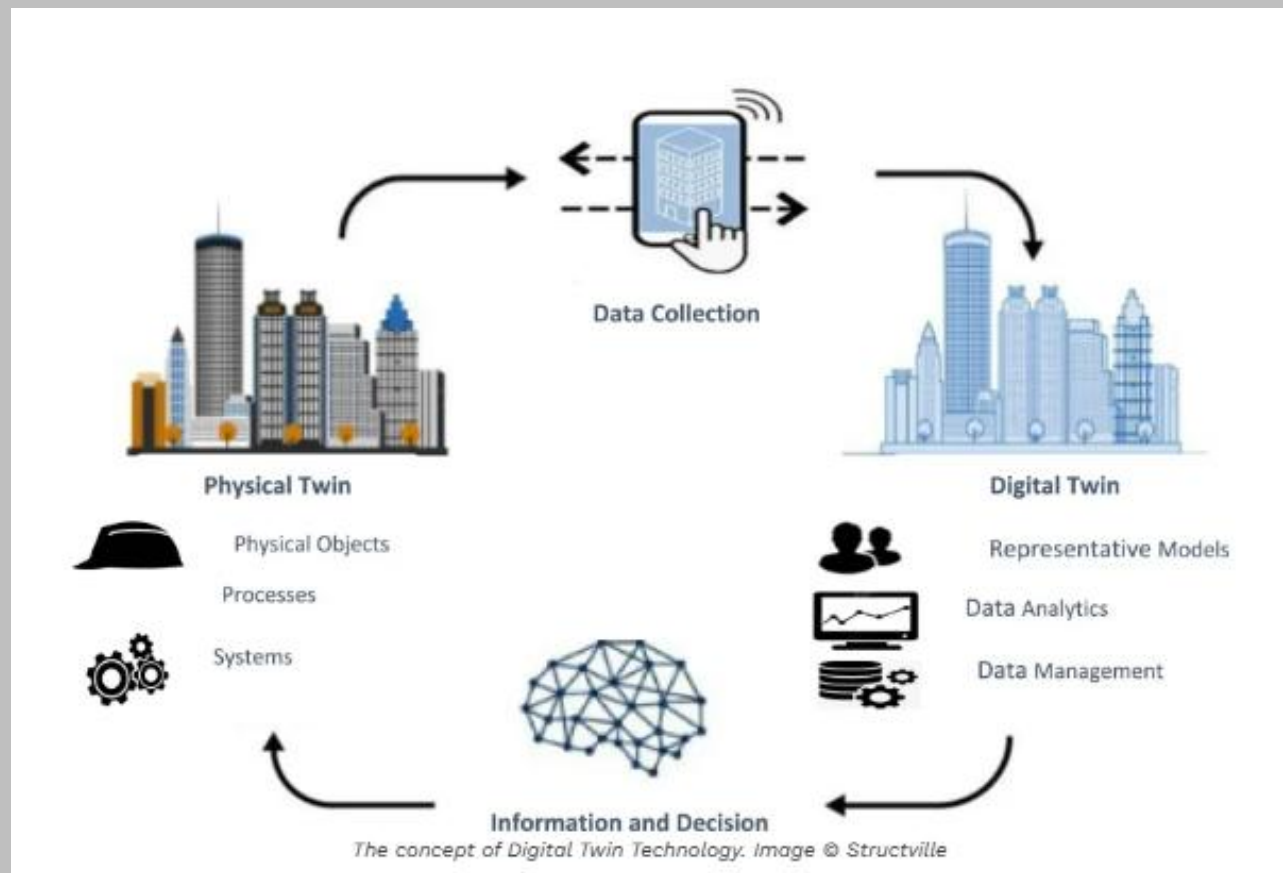 Data Collection
Physical Twin
Physical Objects
Processes
Systems
Digital Twin
Representative Models
Data Analytics
Data Management
Information and Decision
The concept of Digital Twin Technology. Image © Structville